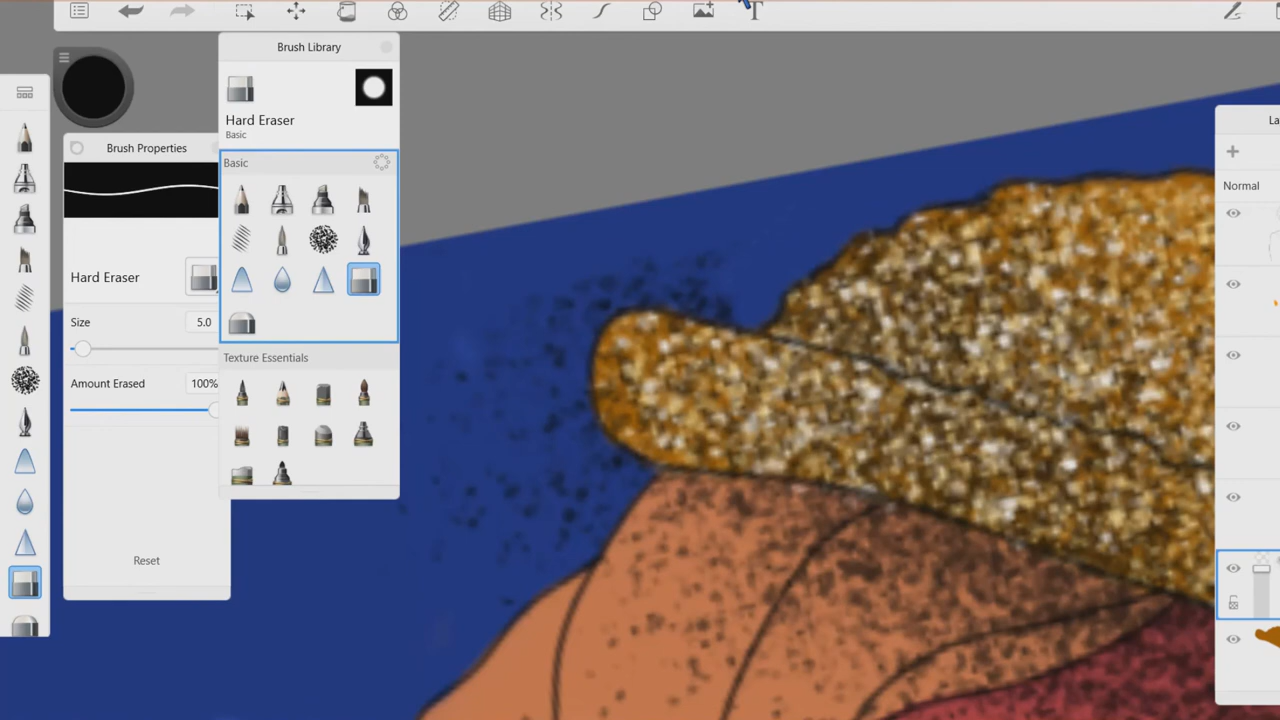 Brush Library
Hard Eraser
Basic
Basic
Brush Properties
Hard Eraser
Size 5.0
Amount Erased 100%
Reset
Texture Essentials
La
Normal